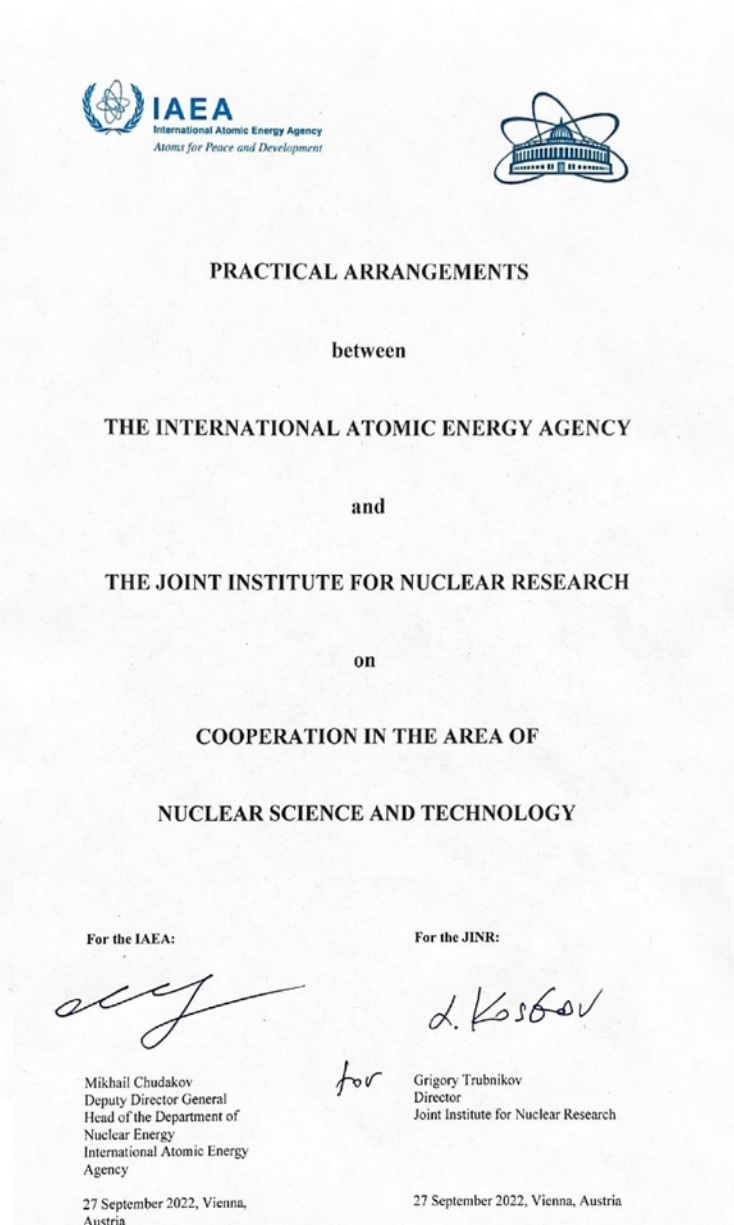 IAEA
International Atomic Energy Agency
Atoms for Peace and Development
PRACTICAL ARRANGEMENTS
between
THE INTERNATIONAL ATOMIC ENERGY AGENCY
and
THE JOINT INSTITUTE FOR NUCLEAR RESEARCH
on
COOPERATION IN THE AREA OF
NUCLEAR SCIENCE AND TECHNOLOGY
For the IAEA:
Mikhail Chudakov
Deputy Director General
Head of the Department of
Nuclear Energy
International Atomic Energy
Agency
27 September 2022, Vienna,
Austria
For the JINR:
L. Kostov
for
Grigory Trubnikov
Director
Joint Institute for Nuclear Research
27 September 2022, Vienna, Austria